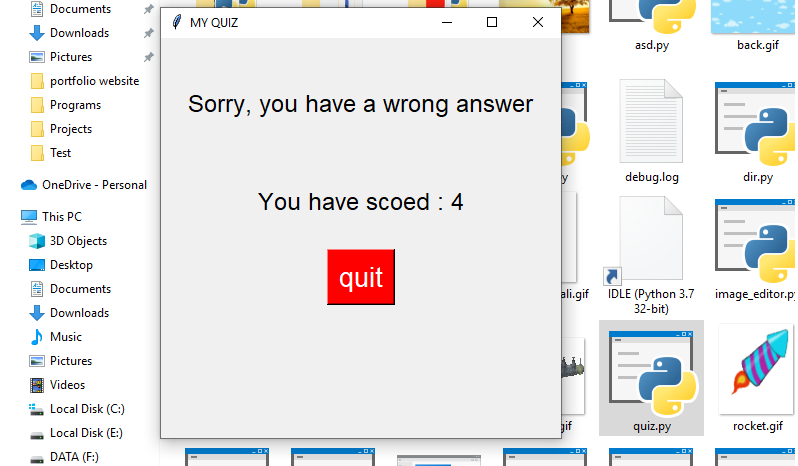 Documents
Downloads
Pictures
portfolio website
Programs
Projects
Test
OneDrive - Personal
This PC
3D Objects
Desktop
Documents
Downloads
Music
Pictures
Videos
Local Disk (C:)
Local Disk (E:)
DATA (F:)
MY QUIZ
Sorry, you have a wrong answer
You have scoed : 4
quit
asd.py
back.gif
debug.log
dir.py
IDLE (Python 3.7
32-bit)
image_editor.py
quiz.py
rocket.gif